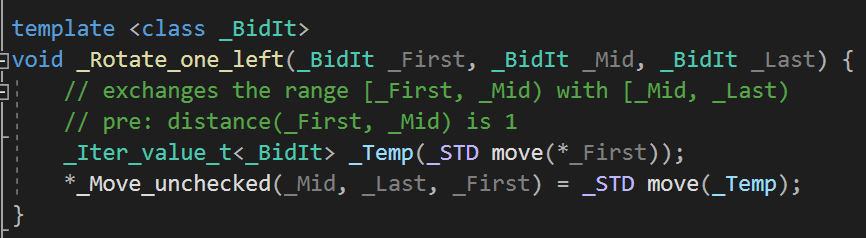 template <class _BidIt>
void _Rotate_one_left(_BidIt _First, _BidIt _Mid, _BidIt _Last) {
// exchanges the range [_First, _Mid) with [_Mid, _Last)
// pre: distance(_First, _Mid) is 1
_Iter_value_t<_BidIt> _Temp(_STD move(*_First));
*_Move_unchecked(_Mid, _Last, _First) = _STD move(_Temp);
}